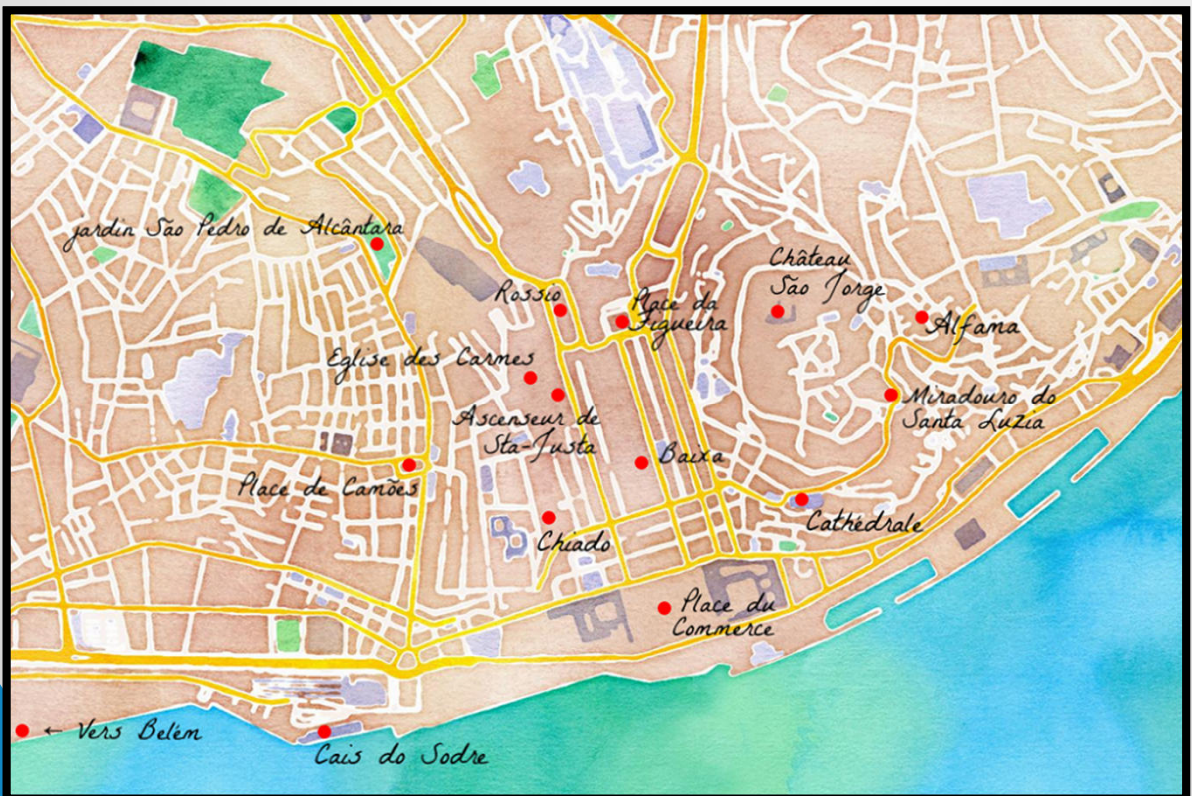 jardin São Pedro de Alcântara
Château
São Jorge
Rossio
Place da
Figueira
Alfama
Eglise des Carmes
Miradouro do
Santa Luzia
Ascenseur de
Sta-Justa
Baixa
Place de Camões
Cathédrale
Chiado
Place du
Commerce
← Vers Belém
Cais do Sodre